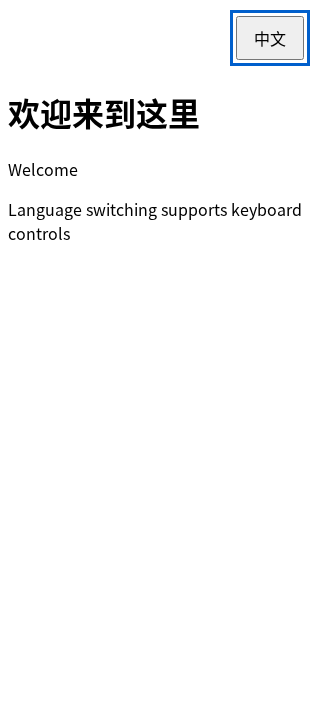 中文
欢迎来到这里
Welcome
Language switching supports keyboard
controls